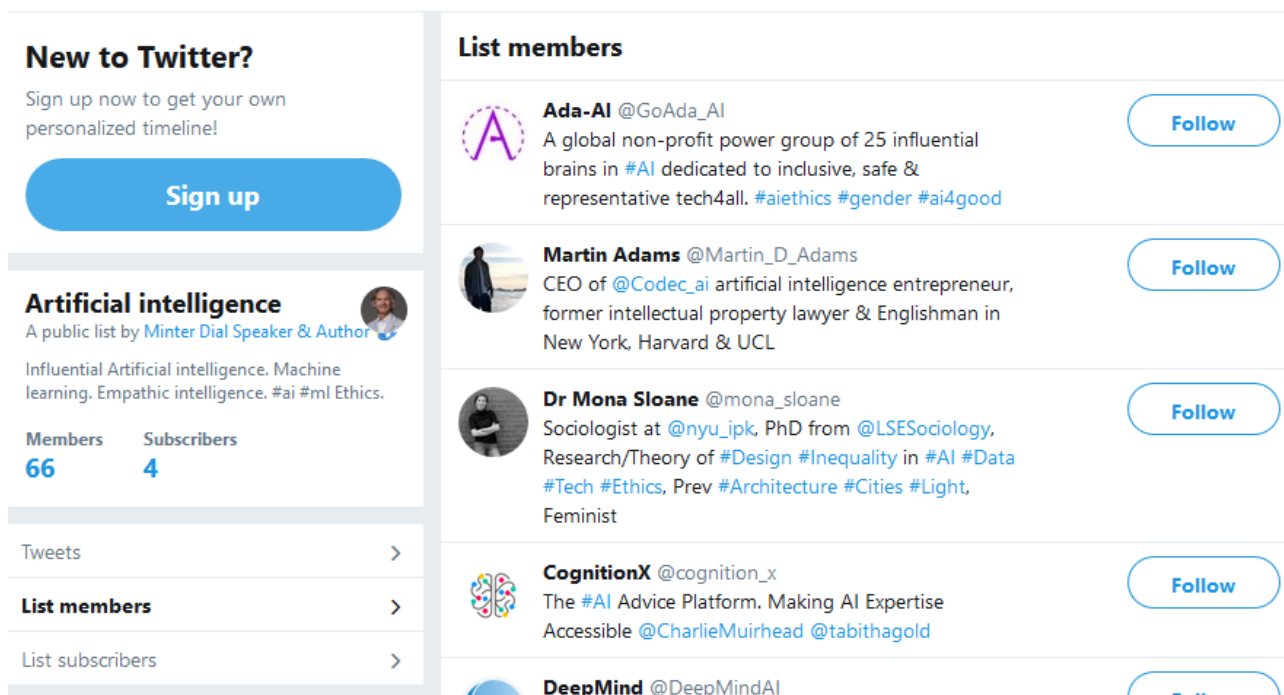 New to Twitter?
Sign up now to get your own
personalized timeline!
Sign up
Artificial intelligence
A public list by Minter Dial Speaker & Author
Influential Artificial intelligence. Machine
learning. Empathic intelligence. #ai #ml Ethics.
Members Subscribers
66 4
Tweets
List members
List subscribers
List members
Ada-AI @GoAda_AI
Follow
A global non-profit power group of 25 influential
brains in #AI dedicated to inclusive, safe &
representative tech4all. #aiethics #gender #ai4good
Martin Adams @Martin_D_Adams
Follow
CEO of @Codec_ai artificial intelligence entrepreneur,
former intellectual property lawyer & Englishman in
New York, Harvard & UCL
Dr Mona Sloane @mona_sloane
Follow
Sociologist at @nyu_ipk, PhD from @LSESociology,
Research/Theory of #Design #Inequality in #AI #Data
#Tech #Ethics, Prev #Architecture #Cities #Light,
Feminist
CognitionX @cognition_x
Follow
The #AI Advice Platform. Making AI Expertise
Accessible @CharlieMuirhead @tabithagold
DeepMind @DeepMindAI